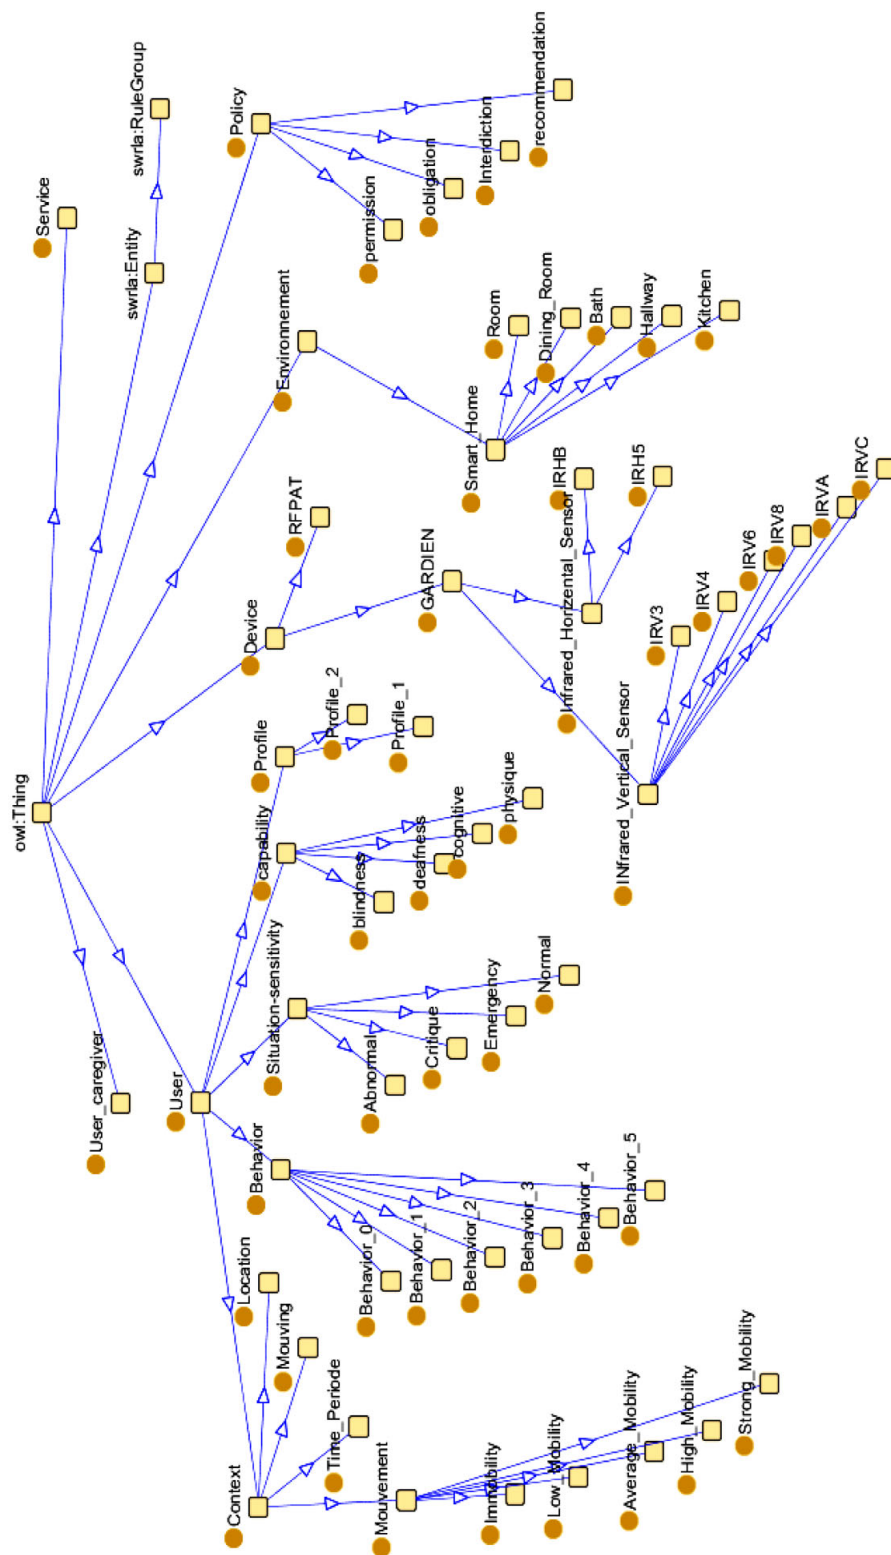 owl:Thing
User_caregiver
User
Context
Location
Mouving
Time_Periode
Mouvement
Immobility
Low_Mobility
Average_Mobility
High_Mobility
Strong_Mobility
Behavior
Behavior_0
Behavior_1
Behavior_2
Behavior_3
Behavior_4
Behavior_5
Situation-sensitivity
Abnormal
Critique
Emergency
Normal
capability
blindness
deafness
cognitive
physique
Profile
Profile_2
Profile_1
Device
RFPAT
GARDIEN
INfrared_Vertical_Sensor
IRV3
IRV4
IRV6
IRV8
IRVA
IRVC
Infrared_Horizental_Sensor
IRHB
IRH5
Environnement
Smart_Home
Room
Dining_Room
Bath
Hallway
Kitchen
Policy
permission
obligation
Interdiction
recommendation
swrla:Entity
swrla:RuleGroup
Service